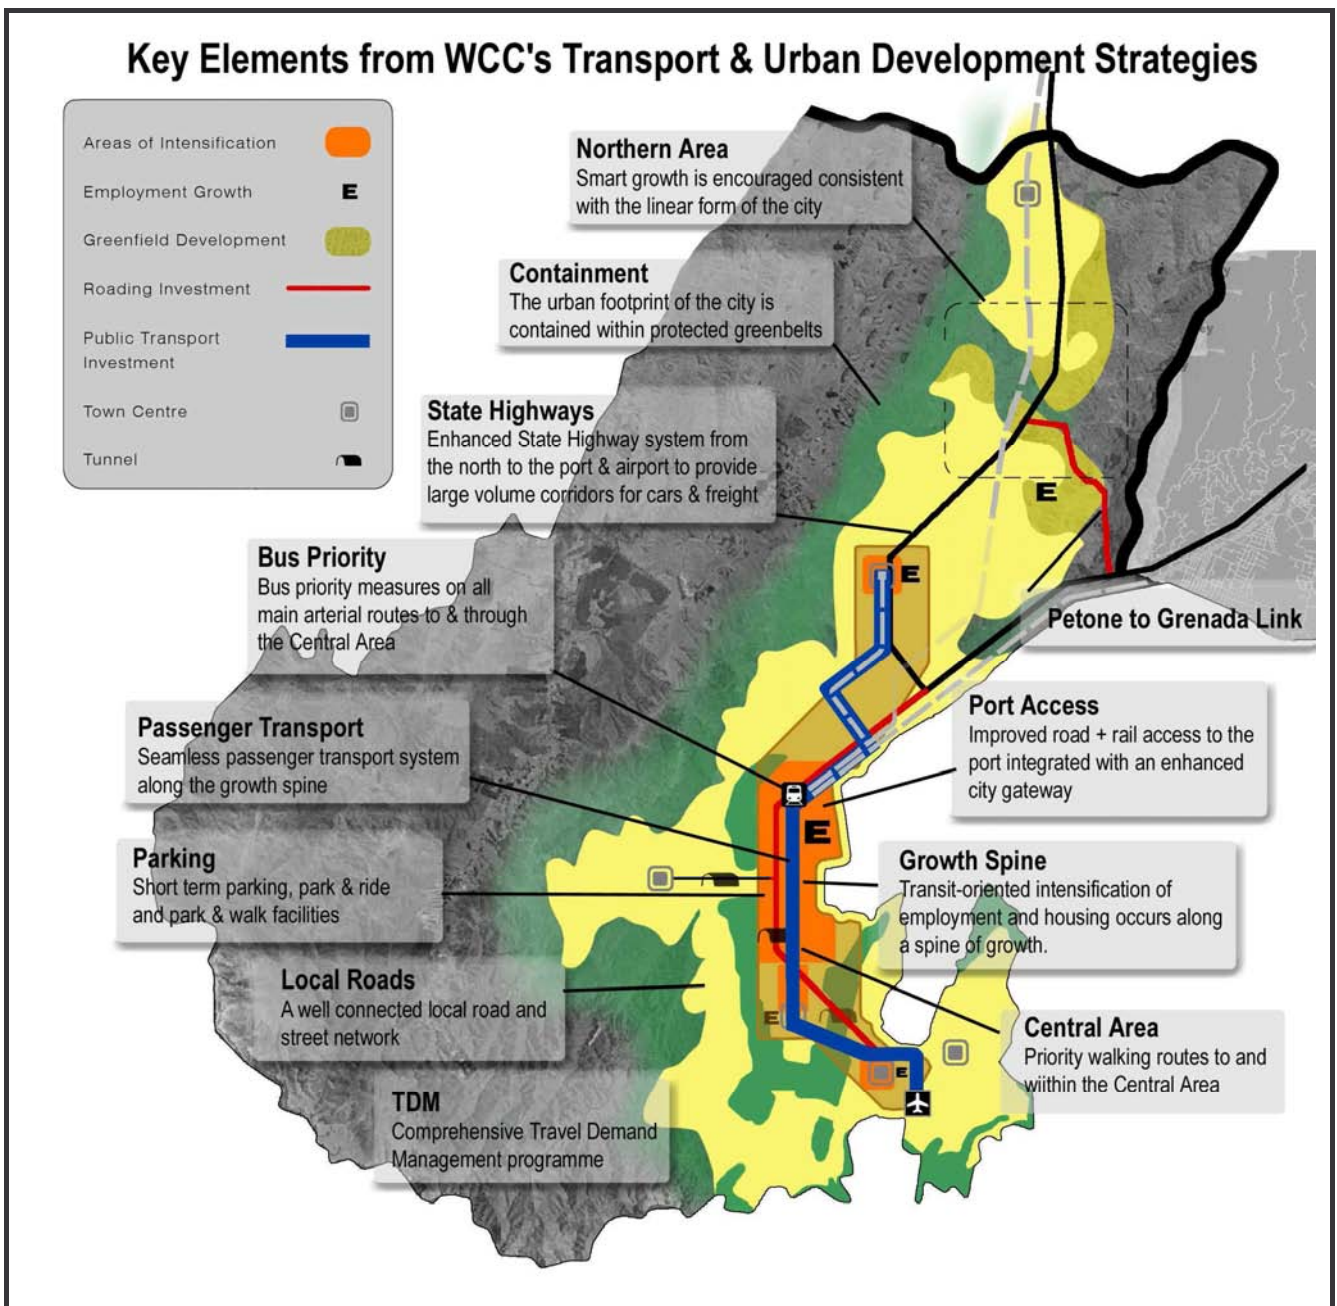 Key Elements from WCC's Transport & Urban Development Strategies
Areas of Intensification
Employment Growth
E
Greenfield Development
Roading Investment
Public Transport
Investment
Town Centre
Tunnel
Northern Area
Smart growth is encouraged consistent
with the linear form of the city
Containment
The urban footprint of the city is
contained within protected greenbelts
State Highways
Enhanced State Highway system from
the north to the port & airport to provide
large volume corridors for cars & freight
E
Bus Priority
Bus priority measures on all
main arterial routes to & through
the Central Area
E
Petone to Grenada Link
Passenger Transport
Seamless passenger transport system
along the growth spine
Port Access
Improved road + rail access to the
port integrated with an enhanced
city gateway
E
Parking
Short term parking, park & ride
and park & walk facilities
Growth Spine
Transit-oriented intensification of
employment and housing occurs along
a spine of growth.
Local Roads
A well connected local road and
street network
E
Central Area
Priority walking routes to and
wiithin the Central Area
E
TDM
Comprehensive Travel Demand
Management programme